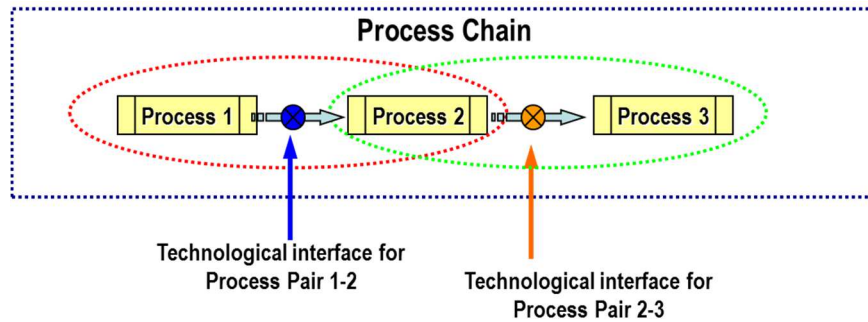 Process Chain
Process 1
Process 2
Process 3
Technological interface for
Process Pair 1-2
Technological interface for
Process Pair 2-3